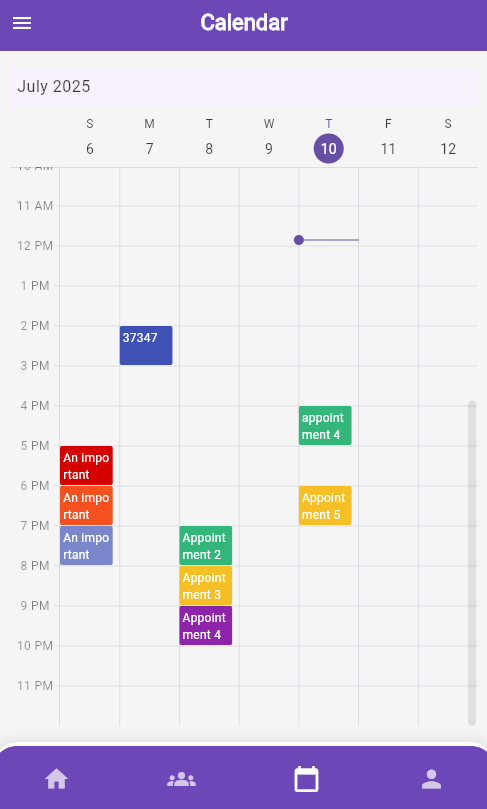 Calendar
July 2025
S M T W T F S
6 7 8 9 10 11 12
10 AM
11 AM
12 PM
1 PM
2 PM
37347
3 PM
4 PM
appoint
ment 4
5 PM
An impo
rtant
6 PM
An impo
rtant
Appoint
ment 5
7 PM
An impo
rtant
Appoint
ment 2
8 PM
Appoint
ment 3
9 PM
Appoint
ment 4
10 PM
11 PM